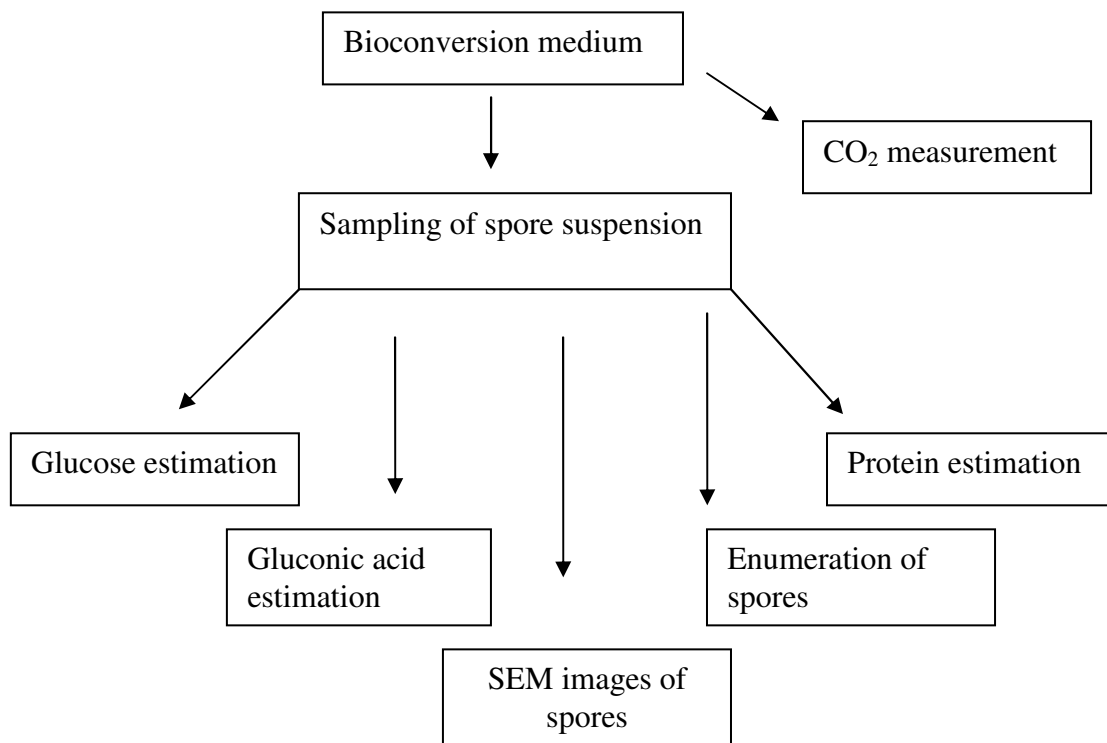 Bioconversion medium
CO₂ measurement
Sampling of spore suspension
Glucose estimation
Protein estimation
Gluconic acid
estimation
Enumeration of
spores
SEM images of
spores